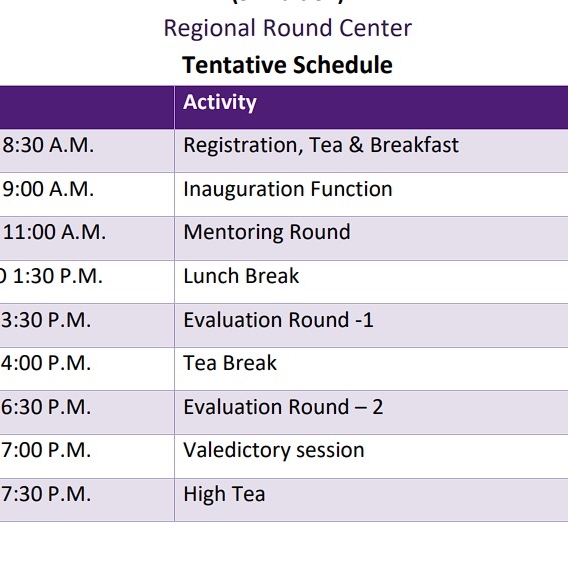 Regional Round Center
Tentative Schedule
Activity
8:30 A.M. Registration, Tea & Breakfast
9:00 A.M. Inauguration Function
11:00 A.M. Mentoring Round
1:30 P.M. Lunch Break
3:30 P.M. Evaluation Round -1
4:00 P.M. Tea Break
6:30 P.M. Evaluation Round – 2
7:00 P.M. Valedictory session
7:30 P.M. High Tea